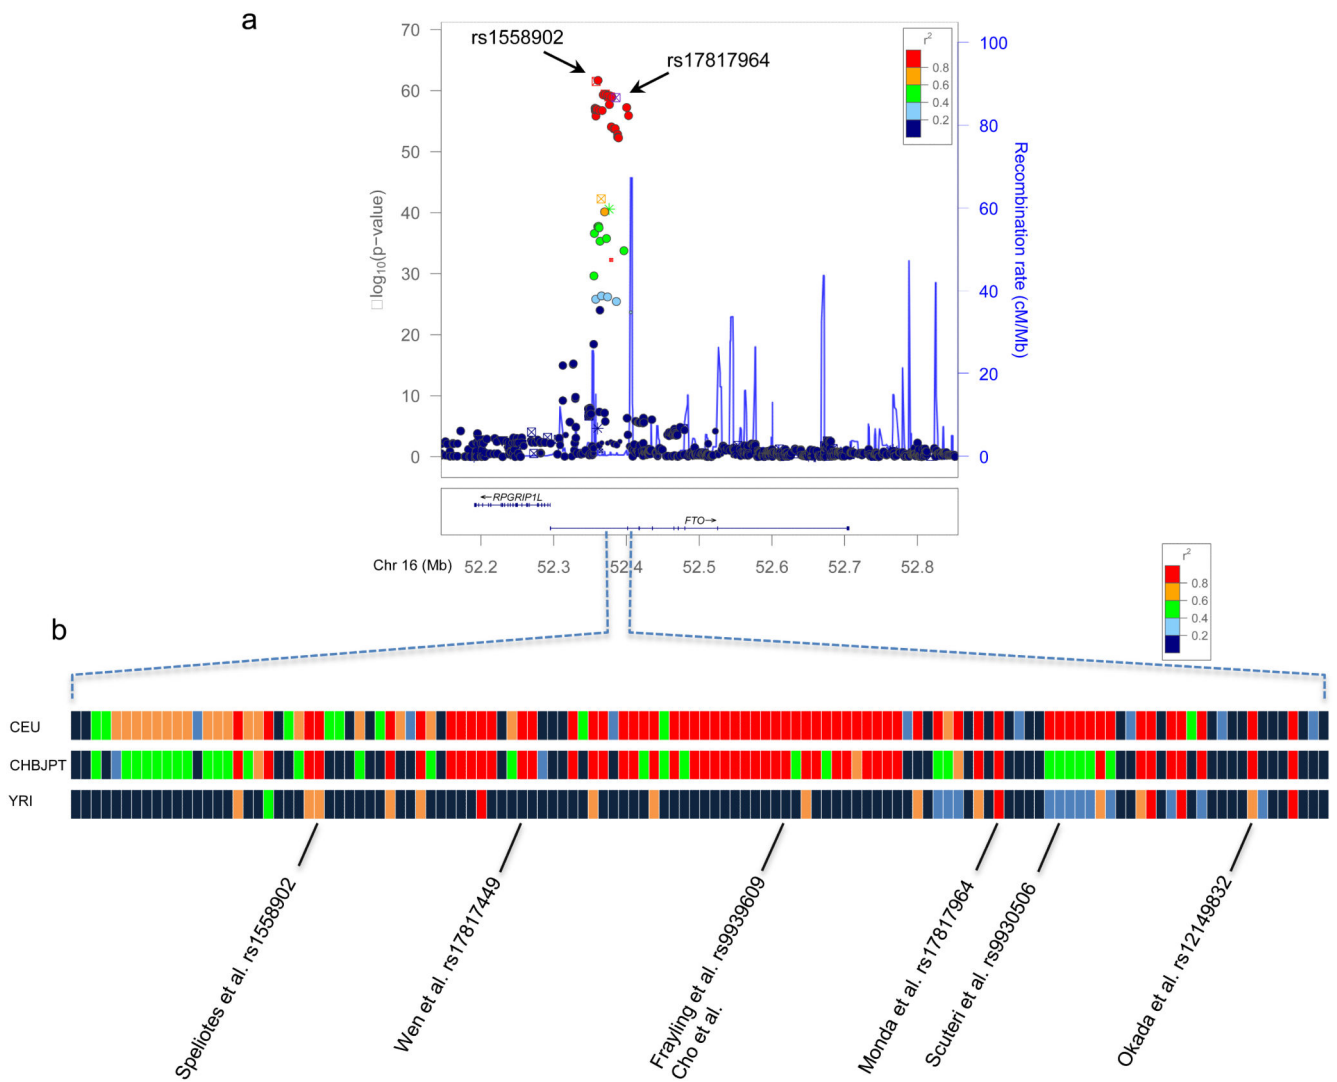 a
rs1558902
rs17817964
70
60
50
40
30
20
10
0
□log10(p−value)
r2
0.8
0.6
0.4
0.2
100
80
60
40
20
0
Recombination rate (cM/Mb)
←RPGRIP1L
FTO→
Chr 16 (Mb)
52.2 52.3 52.4 52.5 52.6 52.7 52.8
r2
0.8
0.6
0.4
0.2
b
CEU
CHBJPT
YRI
Speliotes et al. rs1558902
Wen et al. rs17817449
Frayling et al. rs9939609
Cho et al.
Monda et al. rs17817964
Scuteri et al. rs9930506
Okada et al. rs12149832